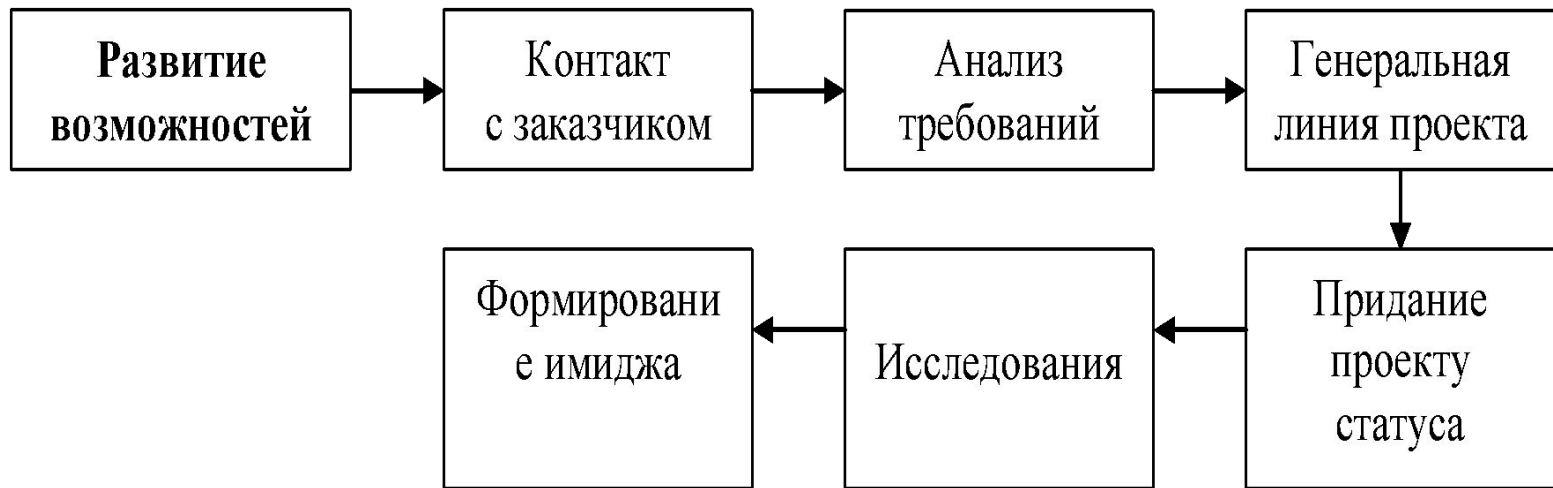 Развитие
возможностей
Контакт
с заказчиком
Анализ
требований
Генеральная
линия проекта
Придание
проекту
статуса
Исследования
Формировани
е имиджа